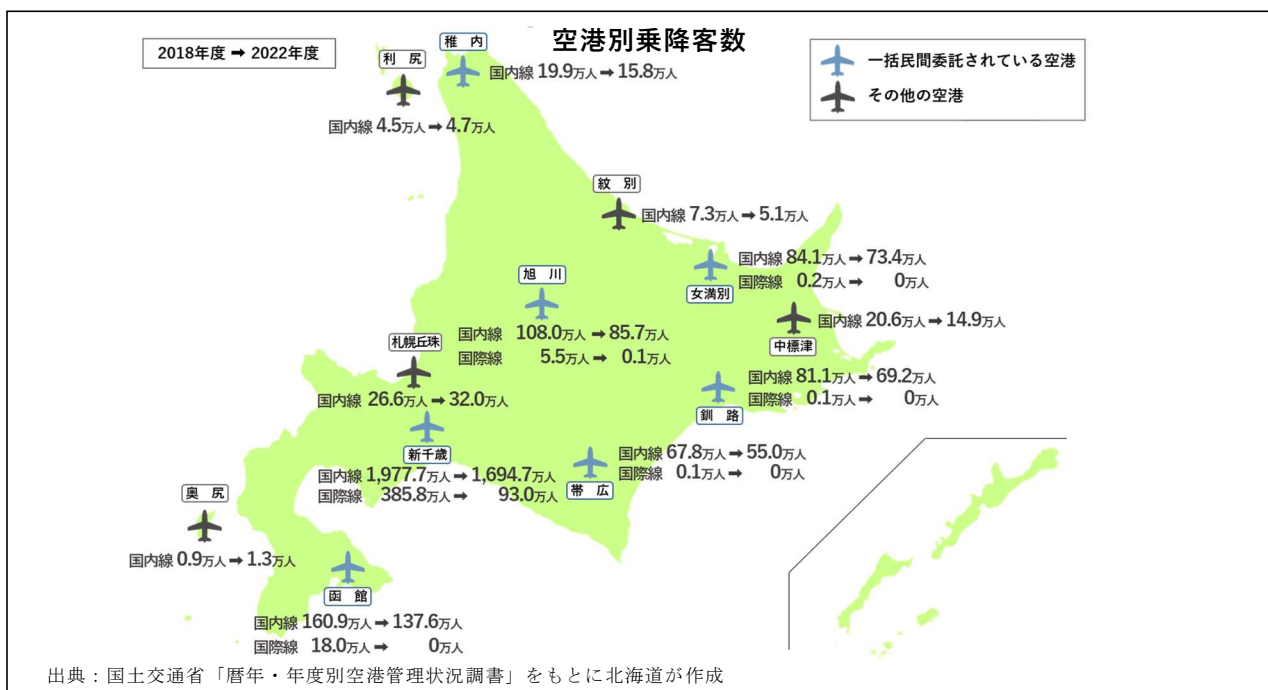 空港別乗降客数
2018年度 ➡ 2022年度
一括民間委託されている空港
その他の空港
稚 内
国内線 19.9万人 ➡ 15.8万人
利 尻
国内線 4.5万人 ➡ 4.7万人
紋 別
国内線 7.3万人 ➡ 5.1万人
女満別
国内線 84.1万人 ➡ 73.4万人
国際線 0.2万人 ➡ 0万人
旭 川
国内線 108.0万人 ➡ 85.7万人
国際線 5.5万人 ➡ 0.1万人
中標津
国内線 20.6万人 ➡ 14.9万人
札幌丘珠
国内線 26.6万人 ➡ 32.0万人
釧 路
国内線 81.1万人 ➡ 69.2万人
国際線 0.1万人 ➡ 0万人
新千歳
国内線 1,977.7万人 ➡ 1,694.7万人
国際線 385.8万人 ➡ 93.0万人
帯 広
国内線 67.8万人 ➡ 55.0万人
国際線 0.1万人 ➡ 0万人
奥 尻
国内線 0.9万人 ➡ 1.3万人
函 館
国内線 160.9万人 ➡ 137.6万人
国際線 18.0万人 ➡ 0万人
出典：国土交通省「暦年・年度別空港管理状況調書」をもとに北海道が作成